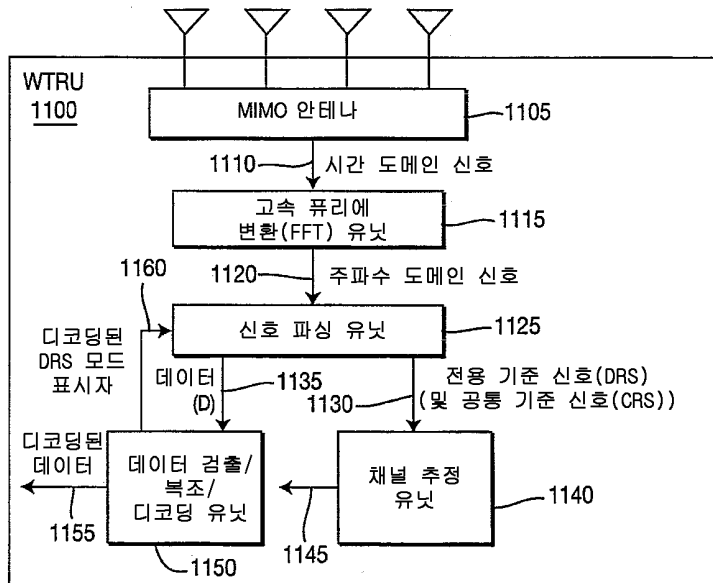 WTRU
1100
MIMO 안테나
1105
1110
시간 도메인 신호
고속 퓨리에
변환(FFT) 유닛
1115
1120
주파수 도메인 신호
1160
신호 파싱 유닛
1125
디코딩된
DRS 모드
표시자
데이터
(D)
1135
1130
전용 기준 신호(DRS)
(및 공통 기준 신호(CRS))
디코딩된
데이터
1155
데이터 검출/
복조/
디코딩 유닛
1150
1145
채널 추정
유닛
1140